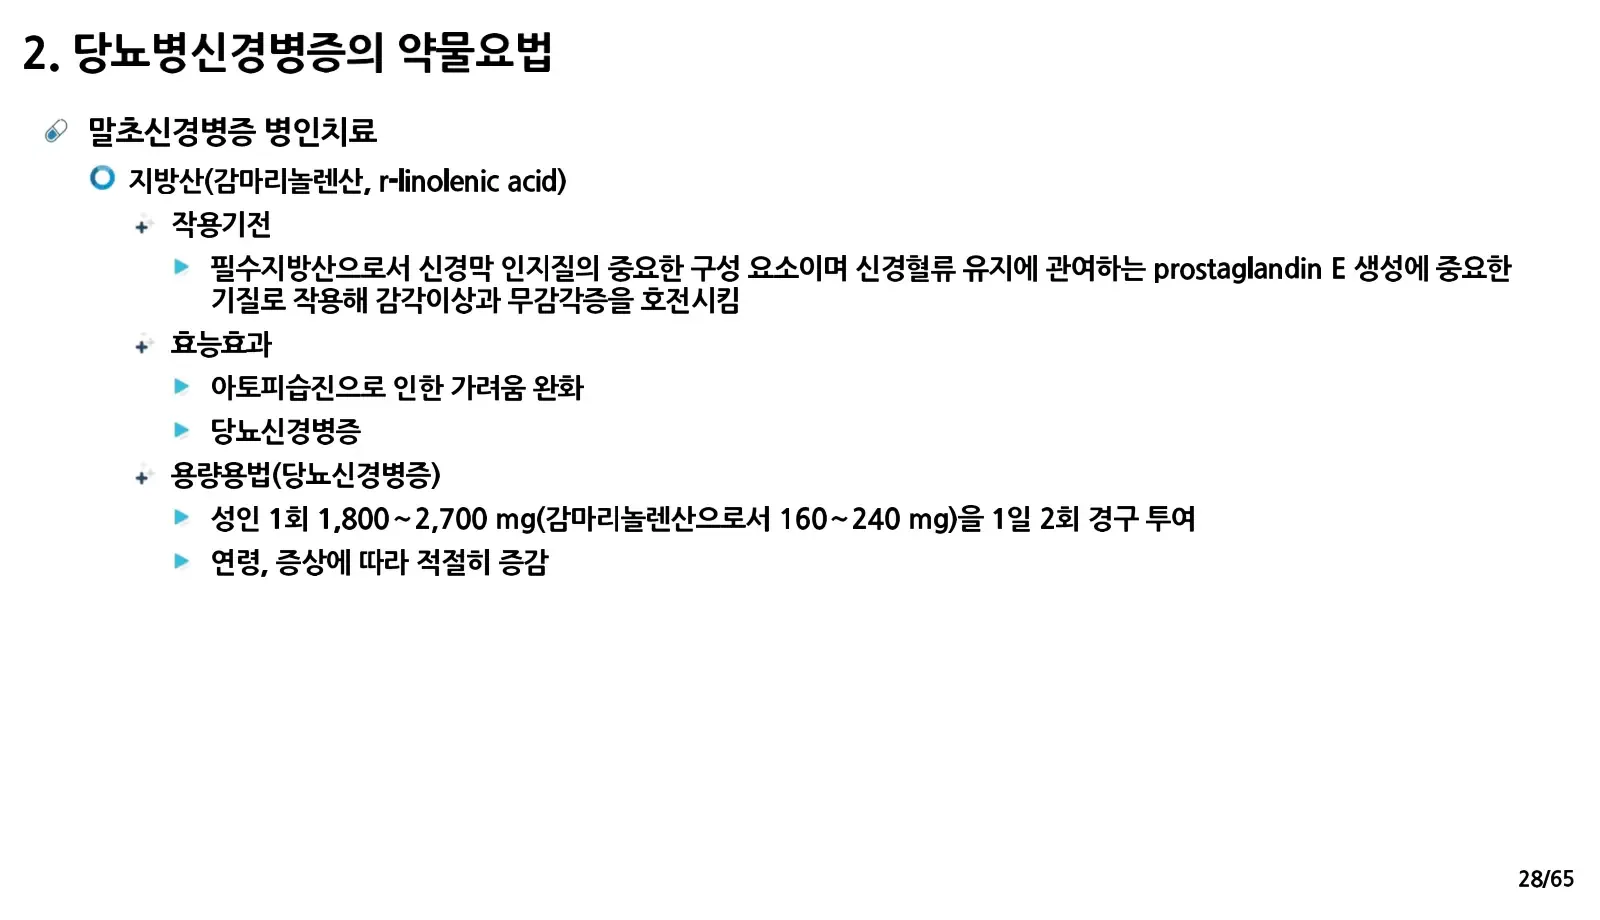 2. 당뇨병신경병증의 약물요법
말초신경병증 병인치료
지방산(감마리놀렌산, r-linolenic acid)
작용기전
필수지방산으로서 신경막 인지질의 중요한 구성 요소이며 신경혈류 유지에 관여하는 prostaglandin E 생성에 중요한
기질로 작용해 감각이상과 무감각증을 호전시킴
효능효과
아토피습진으로 인한 가려움 완화
당뇨신경병증
용량용법(당뇨신경병증)
성인 1회 1,800~2,700 mg(감마리놀렌산으로서 160~240 mg)을 1일 2회 경구 투여
연령, 증상에 따라 적절히 증감
28/65